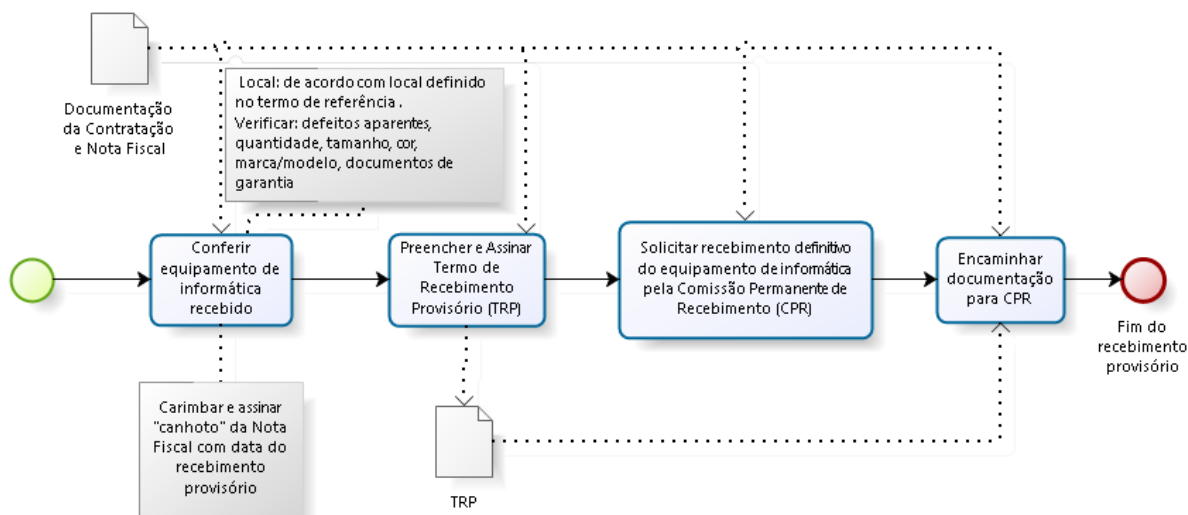 Documentação
da Contratação
e Nota Fiscal
Local: de acordo com local definido
no termo de referência .
Verificar: defeitos aparentes,
quantidade, tamanho, cor,
marca/modelo, documentos de
garantia
Conferir
equipamento de
informática
recebido
Preencher e Assinar
Termo de
Recebimento
Provisório (TRP)
Solicitar recebimento definitivo
do equipamento de informática
pela Comissão Permanente de
Recebimento (CPR)
Encaminhar
documentação
para CPR
Fim do
recebimento
provisório
Carimbar e assinar
"canhoto" da Nota
Fiscal com data do
recebimento
provisório
TRP